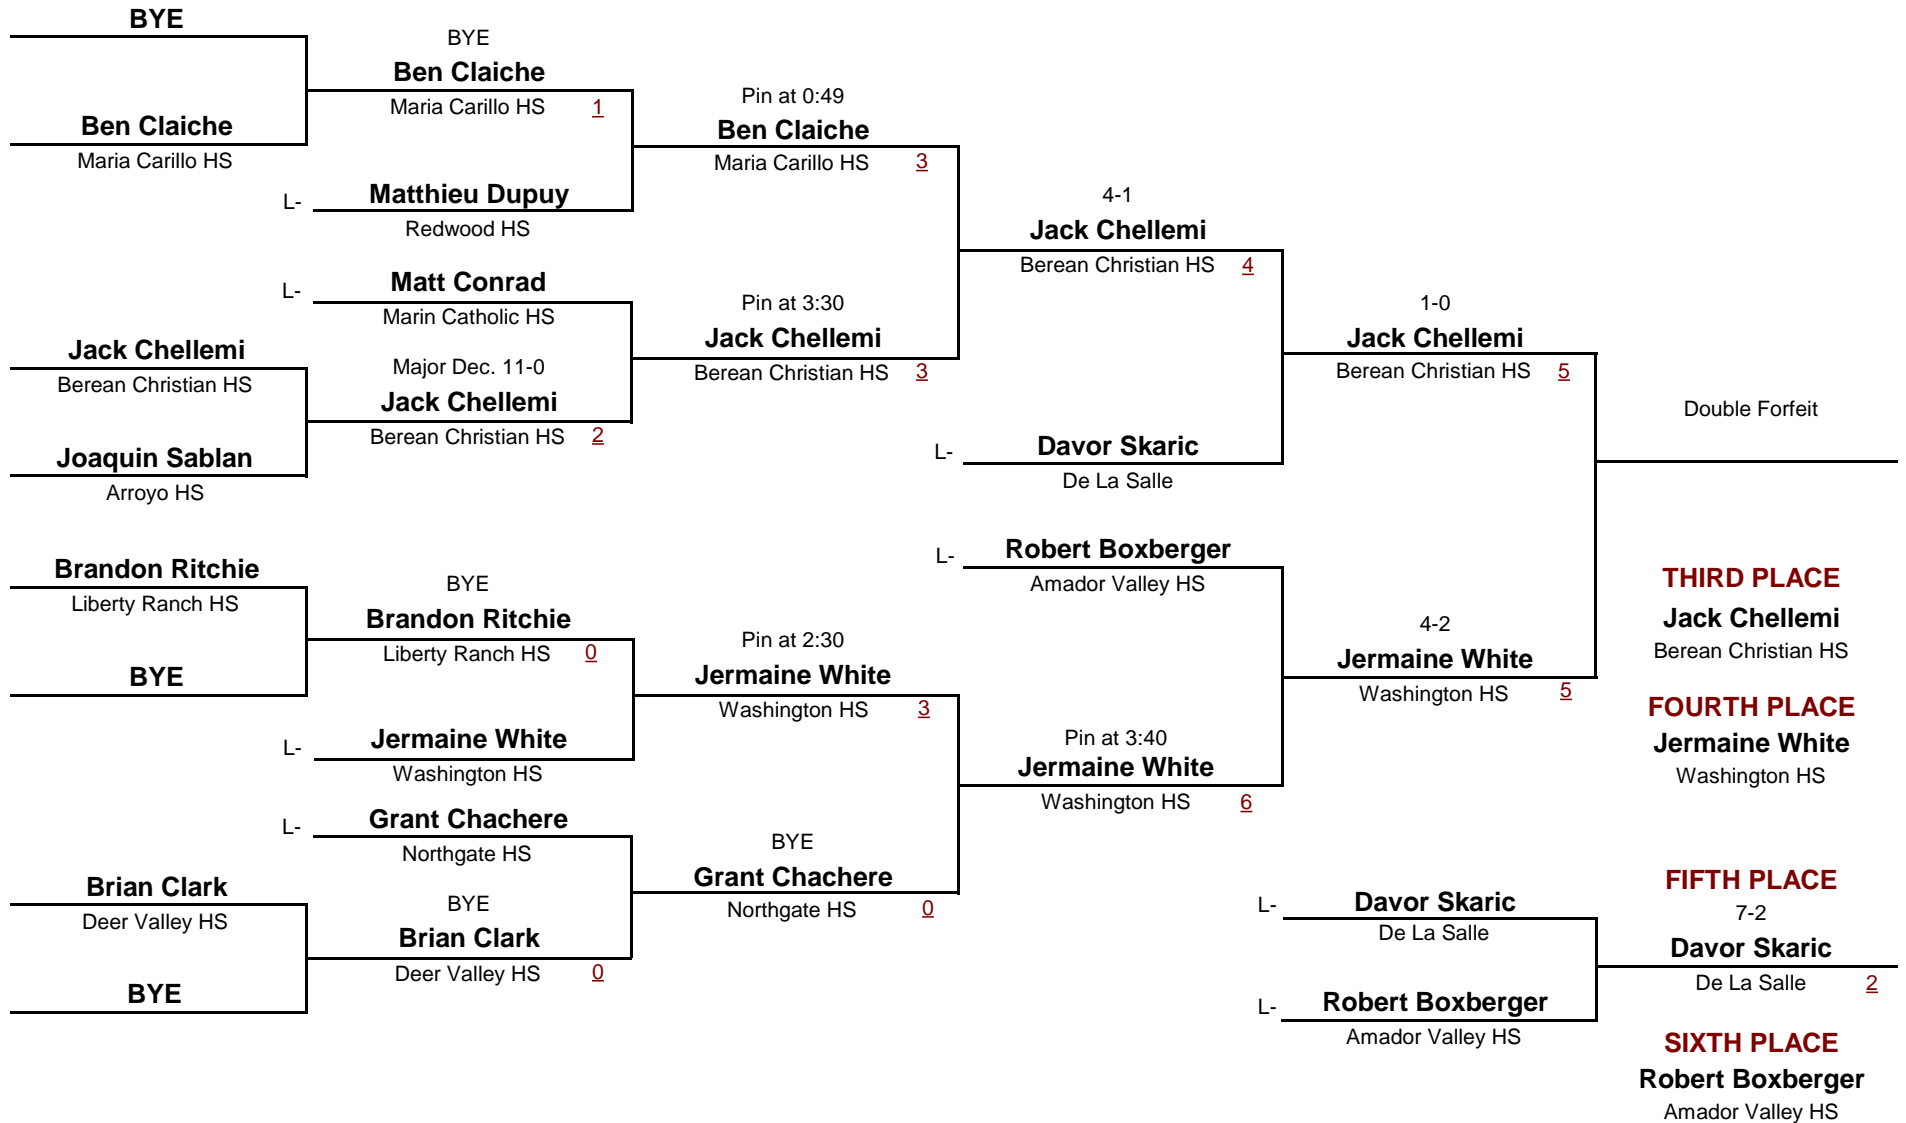 BYE
Ben Claiche
Maria Carillo HS
Jack Chellemi
Berean Christian HS
Joaquin Sablan
Arroyo HS
Brandon Ritchie
Liberty Ranch HS
BYE
Brian Clark
Deer Valley HS
BYE
BYE
Ben Claiche
Maria Carillo HS 1
L- Matthieu Dupuy
Redwood HS
L- Matt Conrad
Marin Catholic HS
Major Dec. 11-0
Jack Chellemi
Berean Christian HS 2
BYE
Brandon Ritchie
Liberty Ranch HS 0
L- Jermaine White
Washington HS
L- Grant Chachere
Northgate HS
BYE
Brian Clark
Deer Valley HS 0
Pin at 0:49
Ben Claiche
Maria Carillo HS 3
Pin at 3:30
Jack Chellemi
Berean Christian HS 3
Pin at 2:30
Jermaine White
Washington HS 3
BYE
Grant Chachere
Northgate HS 0
4-1
Jack Chellemi
Berean Christian HS 4
L- Davor Skaric
De La Salle
L- Robert Boxberger
Amador Valley HS
Pin at 3:40
Jermaine White
Washington HS 6
1-0
Jack Chellemi
Berean Christian HS 5
4-2
Jermaine White
Washington HS 5
L- Davor Skaric
De La Salle
L- Robert Boxberger
Amador Valley HS
Double Forfeit
THIRD PLACE
Jack Chellemi
Berean Christian HS
FOURTH PLACE
Jermaine White
Washington HS
FIFTH PLACE
7-2
Davor Skaric
De La Salle 2
SIXTH PLACE
Robert Boxberger
Amador Valley HS